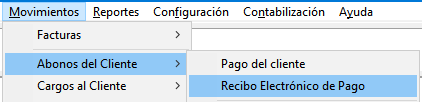 Movimientos Reportes Configuración Contabilización Ayuda
Facturas >
Abonos del Cliente > Pago del cliente
Cargos al Cliente > Recibo Electrónico de Pago